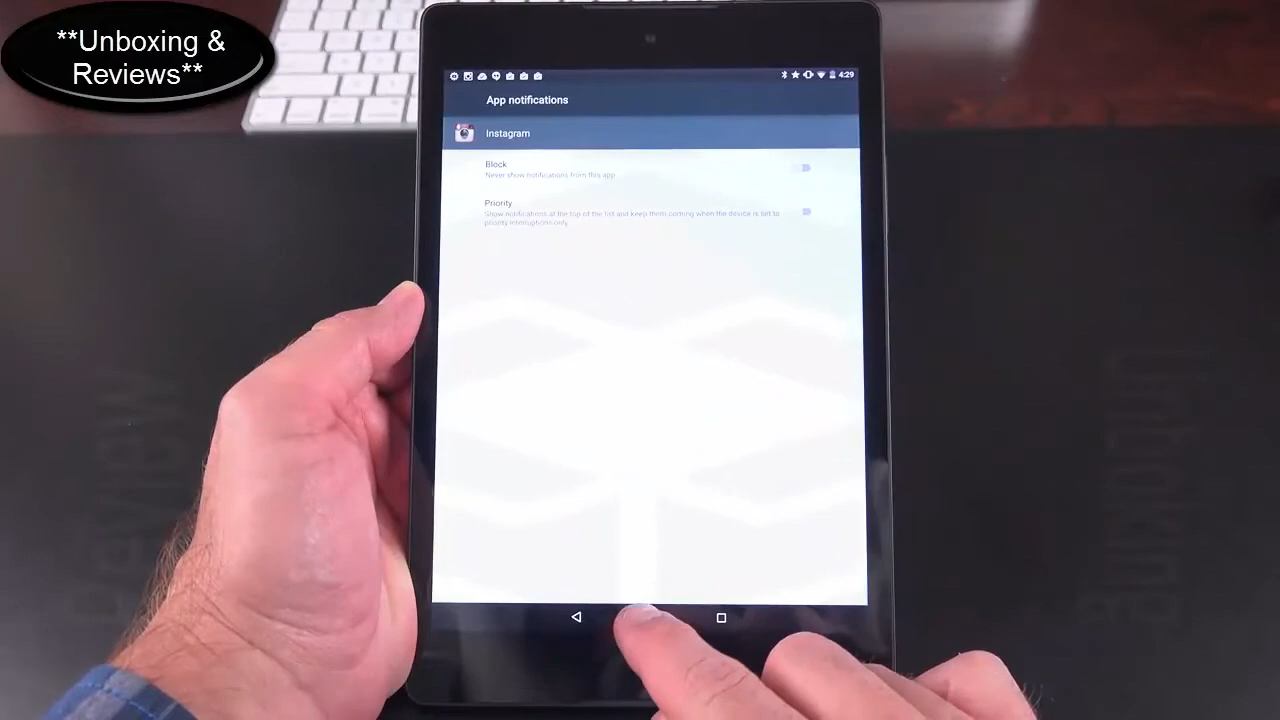 **Unboxing &
Reviews**
4:29
App notifications
Instagram
Block
Never show notifications from this app
Priority
Show notifications at the top of the list and keep them coming when the device is set to
priority interruptions only